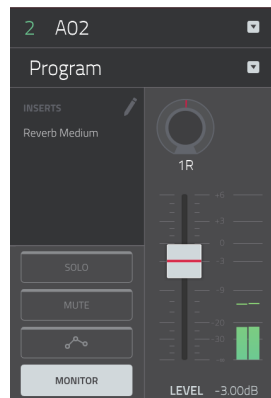 2 A02
Program
INSERTS
Reverb Medium
1R
+6
+3
0
-3
-9
-20
-30
-∞
SOLO
MUTE
MONITOR
LEVEL -3.00dB